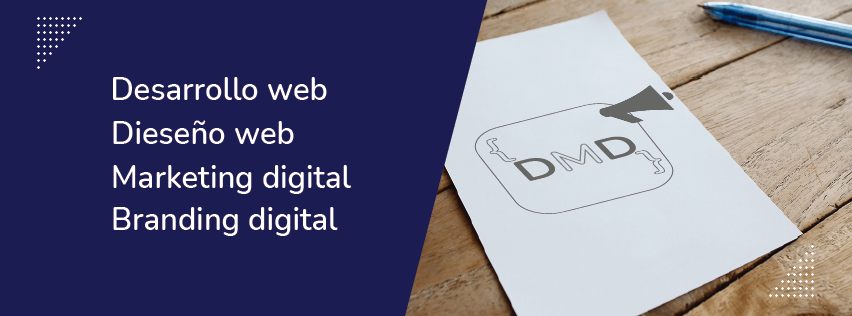 Desarrollo web
Dieseño web
Marketing digital
Branding digital
{ DMD }